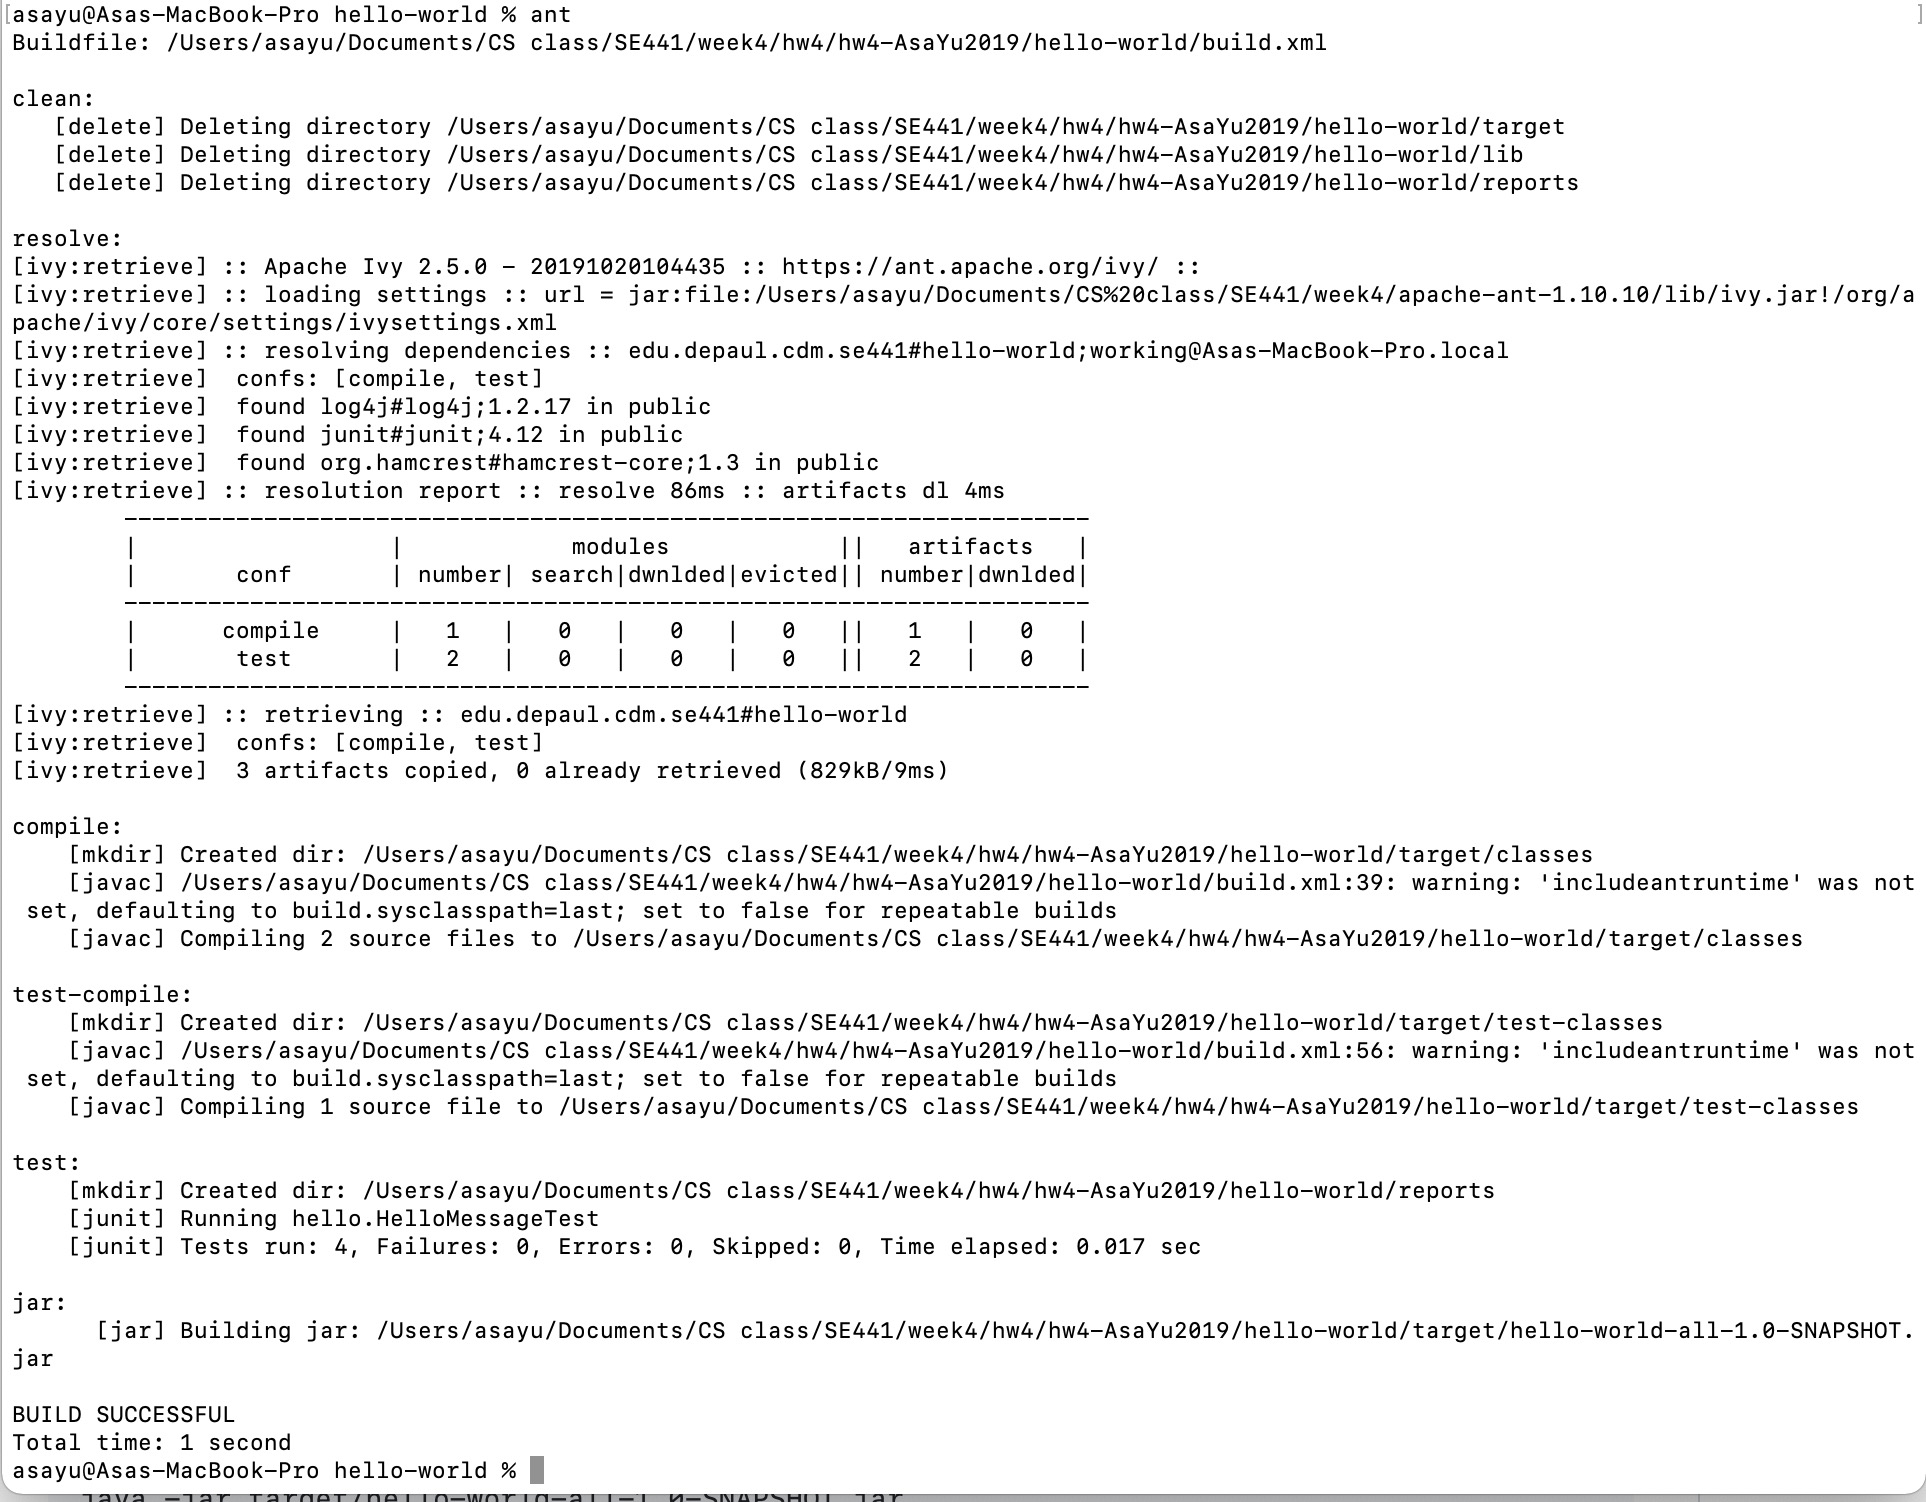 [asayu@Asas-MacBook-Pro hello-world % ant ]
Buildfile: /Users/asayu/Documents/CS class/SE441/week4/hw4/hw4-AsaYu2019/hello-world/build.xml

clean:
   [delete] Deleting directory /Users/asayu/Documents/CS class/SE441/week4/hw4/hw4-AsaYu2019/hello-world/target
   [delete] Deleting directory /Users/asayu/Documents/CS class/SE441/week4/hw4/hw4-AsaYu2019/hello-world/lib
   [delete] Deleting directory /Users/asayu/Documents/CS class/SE441/week4/hw4/hw4-AsaYu2019/hello-world/reports

resolve:
[ivy:retrieve] :: Apache Ivy 2.5.0 - 20191020104435 :: https://ant.apache.org/ivy/ ::
[ivy:retrieve] :: loading settings :: url = jar:file:/Users/asayu/Documents/CS%20class/SE441/week4/apache-ant-1.10.10/lib/ivy.jar!/org/a
pache/ivy/core/settings/ivysettings.xml
[ivy:retrieve] :: resolving dependencies :: edu.depaul.cdm.se441#hello-world;working@Asas-MacBook-Pro.local
[ivy:retrieve]  confs: [compile, test]
[ivy:retrieve]  found log4j#log4j;1.2.17 in public
[ivy:retrieve]  found junit#junit;4.12 in public
[ivy:retrieve]  found org.hamcrest#hamcrest-core;1.3 in public
[ivy:retrieve] :: resolution report :: resolve 86ms :: artifacts dl 4ms
        ---------------------------------------------------------------------
        |                  |            modules            ||   artifacts   |
        |       conf       | number| search|dwnlded|evicted|| number|dwnlded|
        ---------------------------------------------------------------------
        |      compile     |   1   |   0   |   0   |   0   ||   1   |   0   |
        |       test       |   2   |   0   |   0   |   0   ||   2   |   0   |
        ---------------------------------------------------------------------
[ivy:retrieve] :: retrieving :: edu.depaul.cdm.se441#hello-world
[ivy:retrieve]  confs: [compile, test]
[ivy:retrieve]  3 artifacts copied, 0 already retrieved (829kB/9ms)

compile:
    [mkdir] Created dir: /Users/asayu/Documents/CS class/SE441/week4/hw4/hw4-AsaYu2019/hello-world/target/classes
    [javac] /Users/asayu/Documents/CS class/SE441/week4/hw4/hw4-AsaYu2019/hello-world/build.xml:39: warning: 'includeantruntime' was not
 set, defaulting to build.sysclasspath=last; set to false for repeatable builds
    [javac] Compiling 2 source files to /Users/asayu/Documents/CS class/SE441/week4/hw4/hw4-AsaYu2019/hello-world/target/classes

test-compile:
    [mkdir] Created dir: /Users/asayu/Documents/CS class/SE441/week4/hw4/hw4-AsaYu2019/hello-world/target/test-classes
    [javac] /Users/asayu/Documents/CS class/SE441/week4/hw4/hw4-AsaYu2019/hello-world/build.xml:56: warning: 'includeantruntime' was not
 set, defaulting to build.sysclasspath=last; set to false for repeatable builds
    [javac] Compiling 1 source file to /Users/asayu/Documents/CS class/SE441/week4/hw4/hw4-AsaYu2019/hello-world/target/test-classes

test:
    [mkdir] Created dir: /Users/asayu/Documents/CS class/SE441/week4/hw4/hw4-AsaYu2019/hello-world/reports
    [junit] Running hello.HelloMessageTest
    [junit] Tests run: 4, Failures: 0, Errors: 0, Skipped: 0, Time elapsed: 0.017 sec

jar:
      [jar] Building jar: /Users/asayu/Documents/CS class/SE441/week4/hw4/hw4-AsaYu2019/hello-world/target/hello-world-all-1.0-SNAPSHOT.
jar

BUILD SUCCESSFUL
Total time: 1 second
asayu@Asas-MacBook-Pro hello-world %
java -jar target/hello-world-all-1.0-SNAPSHOT.jar